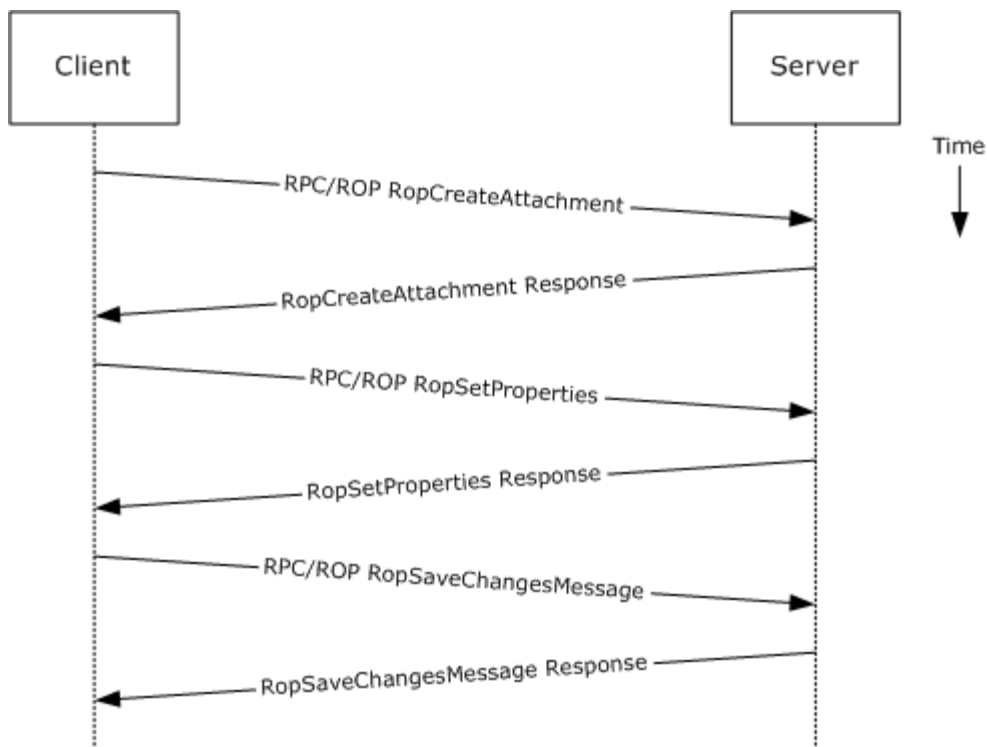 Client
Server
Time
RPC/ROP RopCreateAttachment
RopCreateAttachment Response
RPC/ROP RopSetProperties
RopSetProperties Response
RPC/ROP RopSaveChangesMessage
RopSaveChangesMessage Response